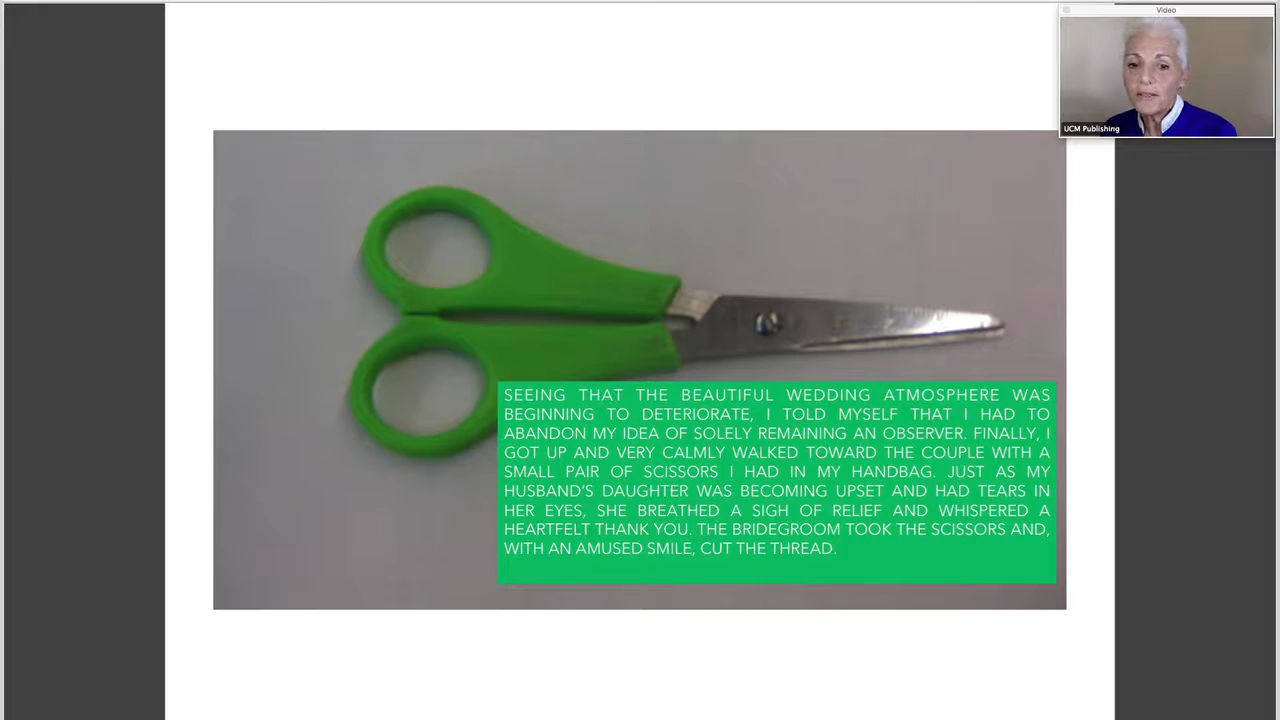 Video
UCM Publishing
SEEING THAT THE BEAUTIFUL WEDDING ATMOSPHERE WAS
BEGINNING TO DETERIORATE, I TOLD MYSELF THAT I HAD TO
ABANDON MY IDEA OF SOLELY REMAINING AN OBSERVER. FINALLY, I
GOT UP AND VERY CALMLY WALKED TOWARD THE COUPLE WITH A
SMALL PAIR OF SCISSORS I HAD IN MY HANDBAG. JUST AS MY
HUSBAND'S DAUGHTER WAS BECOMING UPSET AND HAD TEARS IN
HER EYES, SHE BREATHED A SIGH OF RELIEF AND WHISPERED A
HEARTFELT THANK YOU. THE BRIDEGROOM TOOK THE SCISSORS AND,
WITH AN AMUSED SMILE, CUT THE THREAD.